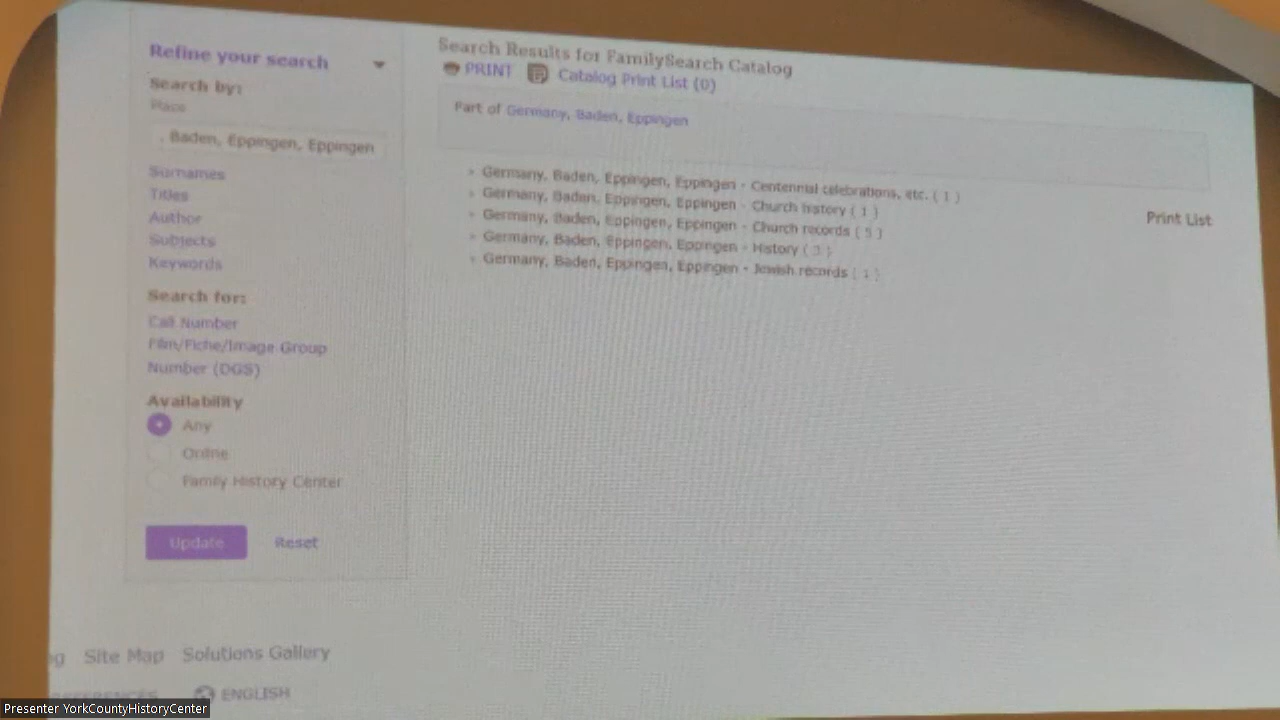 Refine your search
Search by:
Place
, Baden, Eppingen, Eppingen
Surnames
Titles
Author
Subjects
Keywords
Search for:
Call Number
Film/Fiche/Image Group
Number (DGS)
Availability
Any
Online
Family History Center
Update Reset
Search Results for FamilySearch Catalog
PRINT Catalog Print List (0)
Part of Germany, Baden, Eppingen
Germany, Baden, Eppingen, Eppingen - Centennial celebrations, etc. ( 1 )
Germany, Baden, Eppingen, Eppingen - Church history ( 1 )
Germany, Baden, Eppingen, Eppingen - Church records ( 5 )
Germany, Baden, Eppingen, Eppingen - History ( 3 )
Germany, Baden, Eppingen, Eppingen - Jewish records ( 1 )
Print List
og Site Map Solutions Gallery
REFERENCES ENGLISH
Presenter YorkCountyHistoryCenter